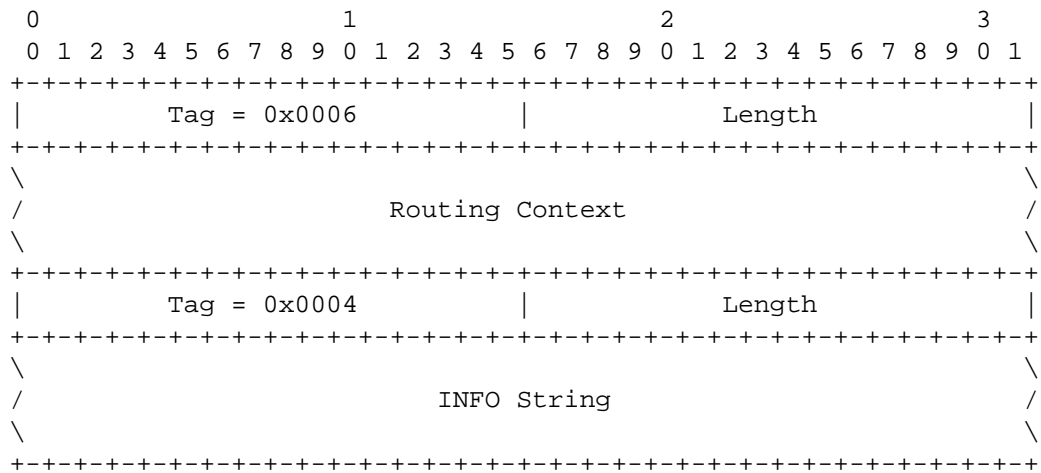 0                   1                   2                   3
 0 1 2 3 4 5 6 7 8 9 0 1 2 3 4 5 6 7 8 9 0 1 2 3 4 5 6 7 8 9 0 1
+-+-+-+-+-+-+-+-+-+-+-+-+-+-+-+-+-+-+-+-+-+-+-+-+-+-+-+-+-+-+-+-+
|         Tag = 0x0006          |            Length             |
+-+-+-+-+-+-+-+-+-+-+-+-+-+-+-+-+-+-+-+-+-+-+-+-+-+-+-+-+-+-+-+-+
\                                                               \
/                       Routing Context                         /
\                                                               \
+-+-+-+-+-+-+-+-+-+-+-+-+-+-+-+-+-+-+-+-+-+-+-+-+-+-+-+-+-+-+-+-+
|         Tag = 0x0004          |            Length             |
+-+-+-+-+-+-+-+-+-+-+-+-+-+-+-+-+-+-+-+-+-+-+-+-+-+-+-+-+-+-+-+-+
\                                                               \
/                          INFO String                          /
\                                                               \
+-+-+-+-+-+-+-+-+-+-+-+-+-+-+-+-+-+-+-+-+-+-+-+-+-+-+-+-+-+-+-+-+